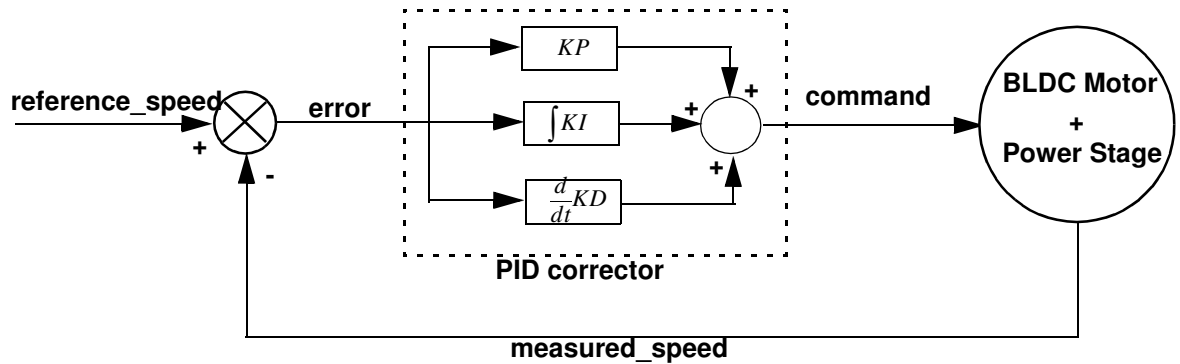 reference_speed
+
-
error
KP
∫KI
d/dt KD
+
+
+
PID corrector
command
BLDC Motor
+
Power Stage
measured_speed